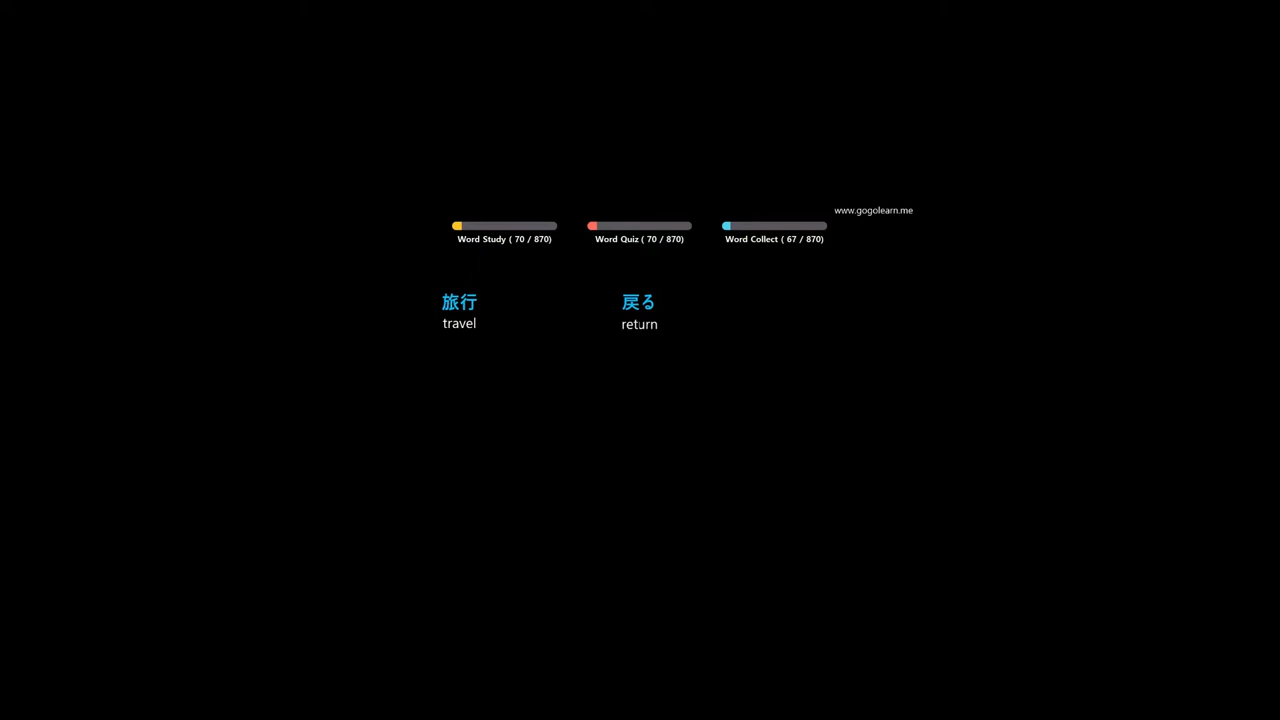 www.gogolearn.me
Word Study ( 70 / 870)
Word Quiz ( 70 / 870)
Word Collect ( 67 / 870)
旅行
travel
戻る
return